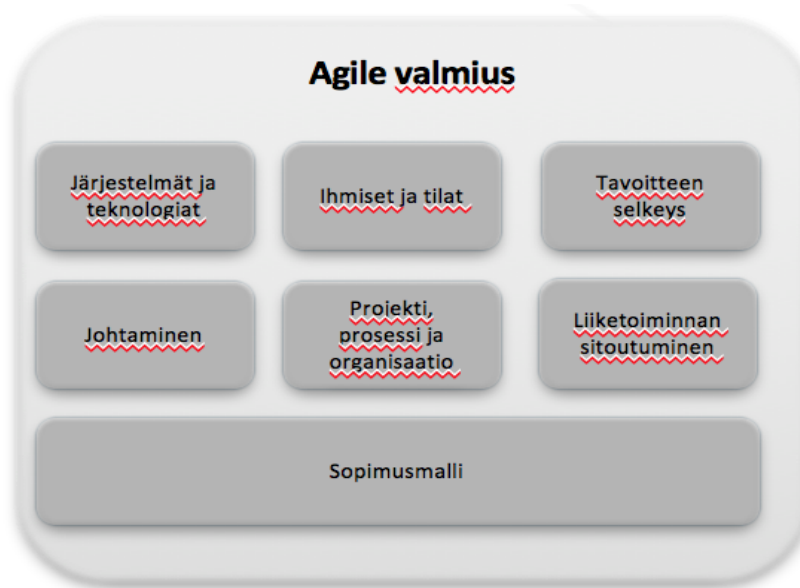 Agile valmius
Järjestelmät ja
teknologiat
Ihmiset ja tilat
Tavoitteen
selkeys
Johtaminen
Projekti,
prosessi ja
organisaatio
Liiketoiminnan
sitoutuminen
Sopimusmalli